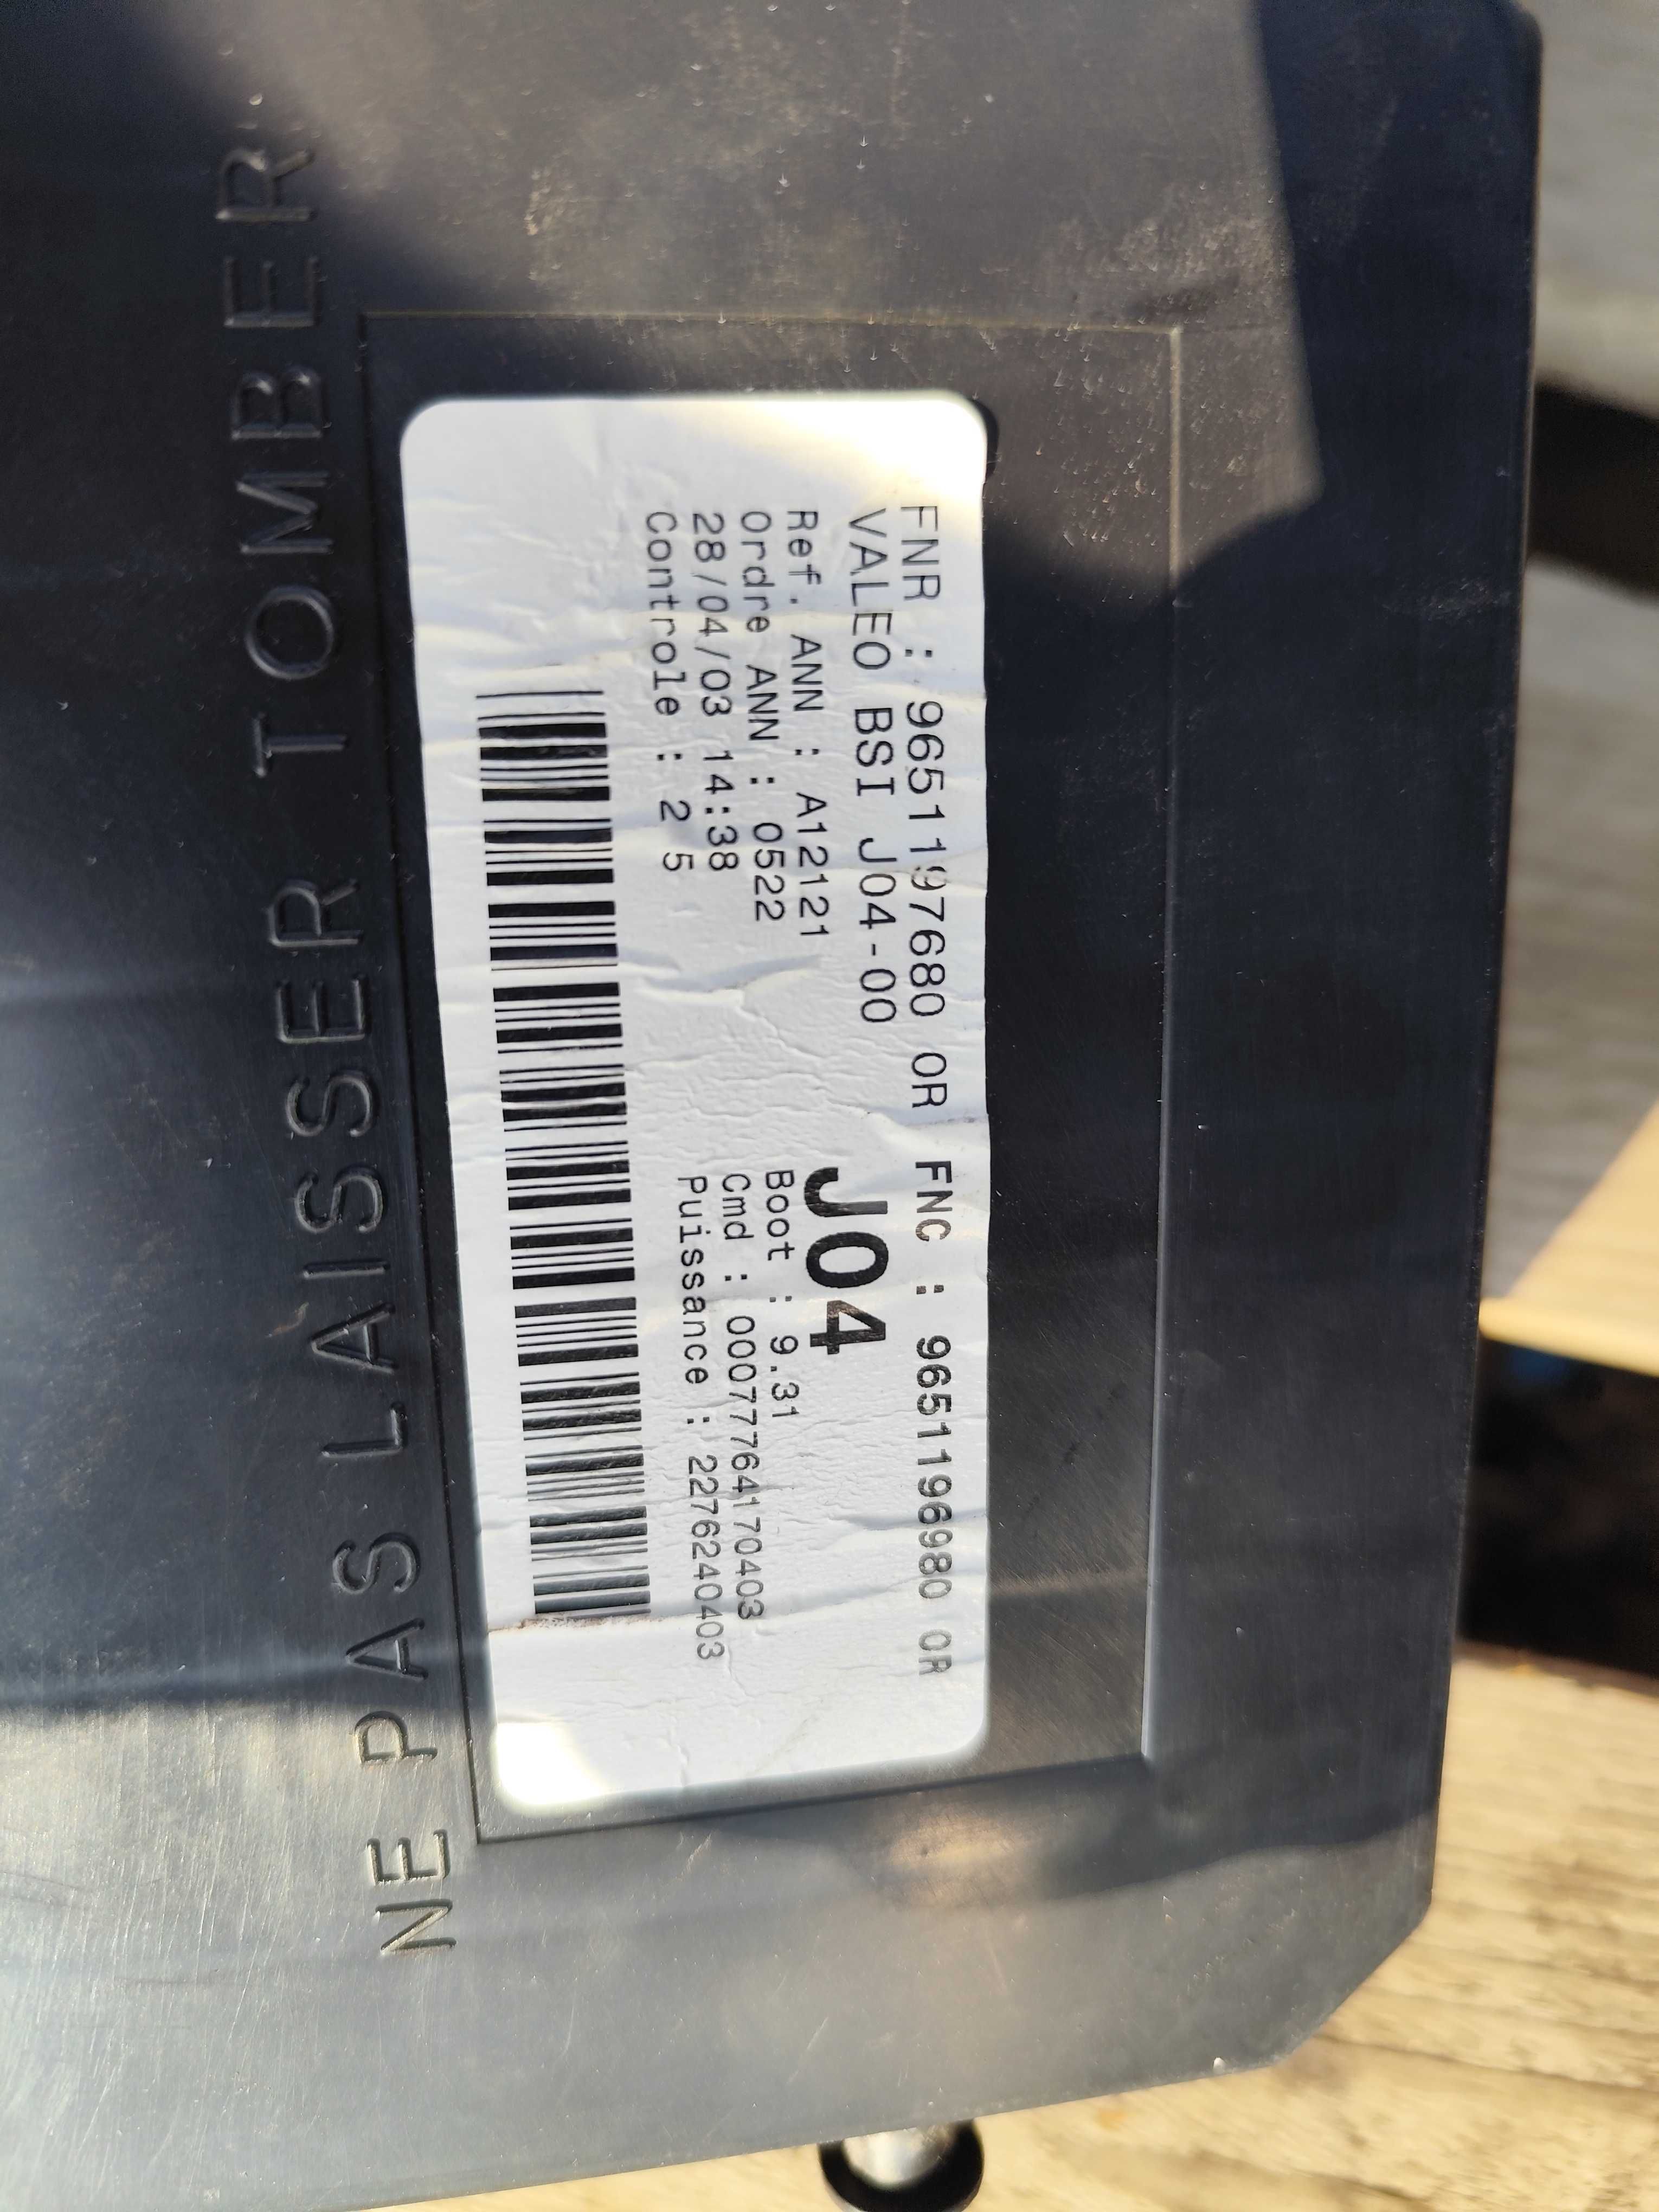 FNR : 9651197680 OR FNC : 9651196980 OR
VALEO BSI J04-00
J04
Ref. ANN : A12121
Boot : 9.31
Ordre ANN : 0522
Cmd : 00077764170403
28/04/03 14:38
Puissance : 2276240403
Controle : 2 5
NE PAS LAISSER TOMBER